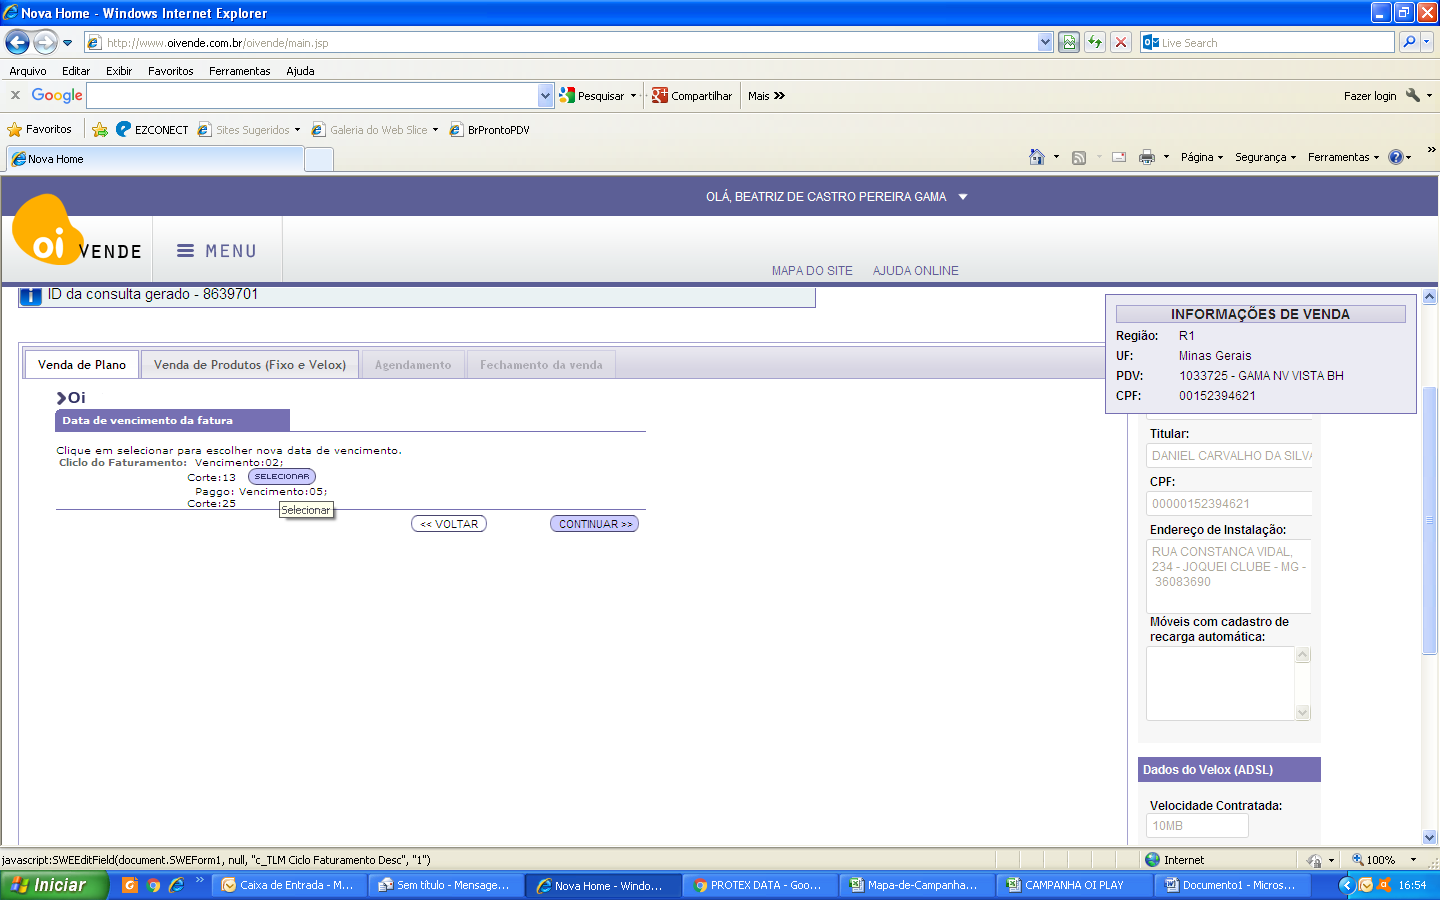 Nova Home - Windows Internet Explorer
http://www.oivende.com.br/oivende/main.jsp
Live Search
Arquivo Editar Exibir Favoritos Ferramentas Ajuda
x Google Pesquisar Compartilhar Mais >> Fazer login
Favoritos EZCONECT Sites Sugeridos Galeria do Web Slice BrProntoPDV
Nova Home Página Segurança Ferramentas
OLÁ, BEATRIZ DE CASTRO PEREIRA GAMA
oi VENDE MENU
MAPA DO SITE AJUDA ONLINE
ID da consulta gerado - 8639701
INFORMAÇÕES DE VENDA
Região: R1
UF: Minas Gerais
PDV: 1033725 - GAMA NV VISTA BH
CPF: 00152394621
Venda de Plano Venda de Produtos (Fixo e Velox) Agendamento Fechamento da venda
Oi
Data de vencimento da fatura
Clique em selecionar para escolher nova data de vencimento.
Cliclo do Faturamento: Vencimento:02;
Corte:13 SELECIONAR
Paggo: Vencimento:05;
Corte:25
Selecionar
<< VOLTAR CONTINUAR >>
Titular:
DANIEL CARVALHO DA SILVA
CPF:
00000152394621
Endereço de Instalação:
RUA CONSTANCA VIDAL,
234 - JOQUEI CLUBE - MG -
36083690
Móveis com cadastro de
recarga automática:
Dados do Velox (ADSL)
Velocidade Contratada:
10MB
javascript:SWEEditField(document.SWEForm1, null, "c_TLM Ciclo Faturamento Desc", "1") Internet 100%
Iniciar Caixa de Entrada - M... Sem título - Mensage... Nova Home - Windo... PROTEX DATA - Goo... Mapa-de-Campanha... CAMPANHA OI PLAY Documento1 - Micros... 16:54